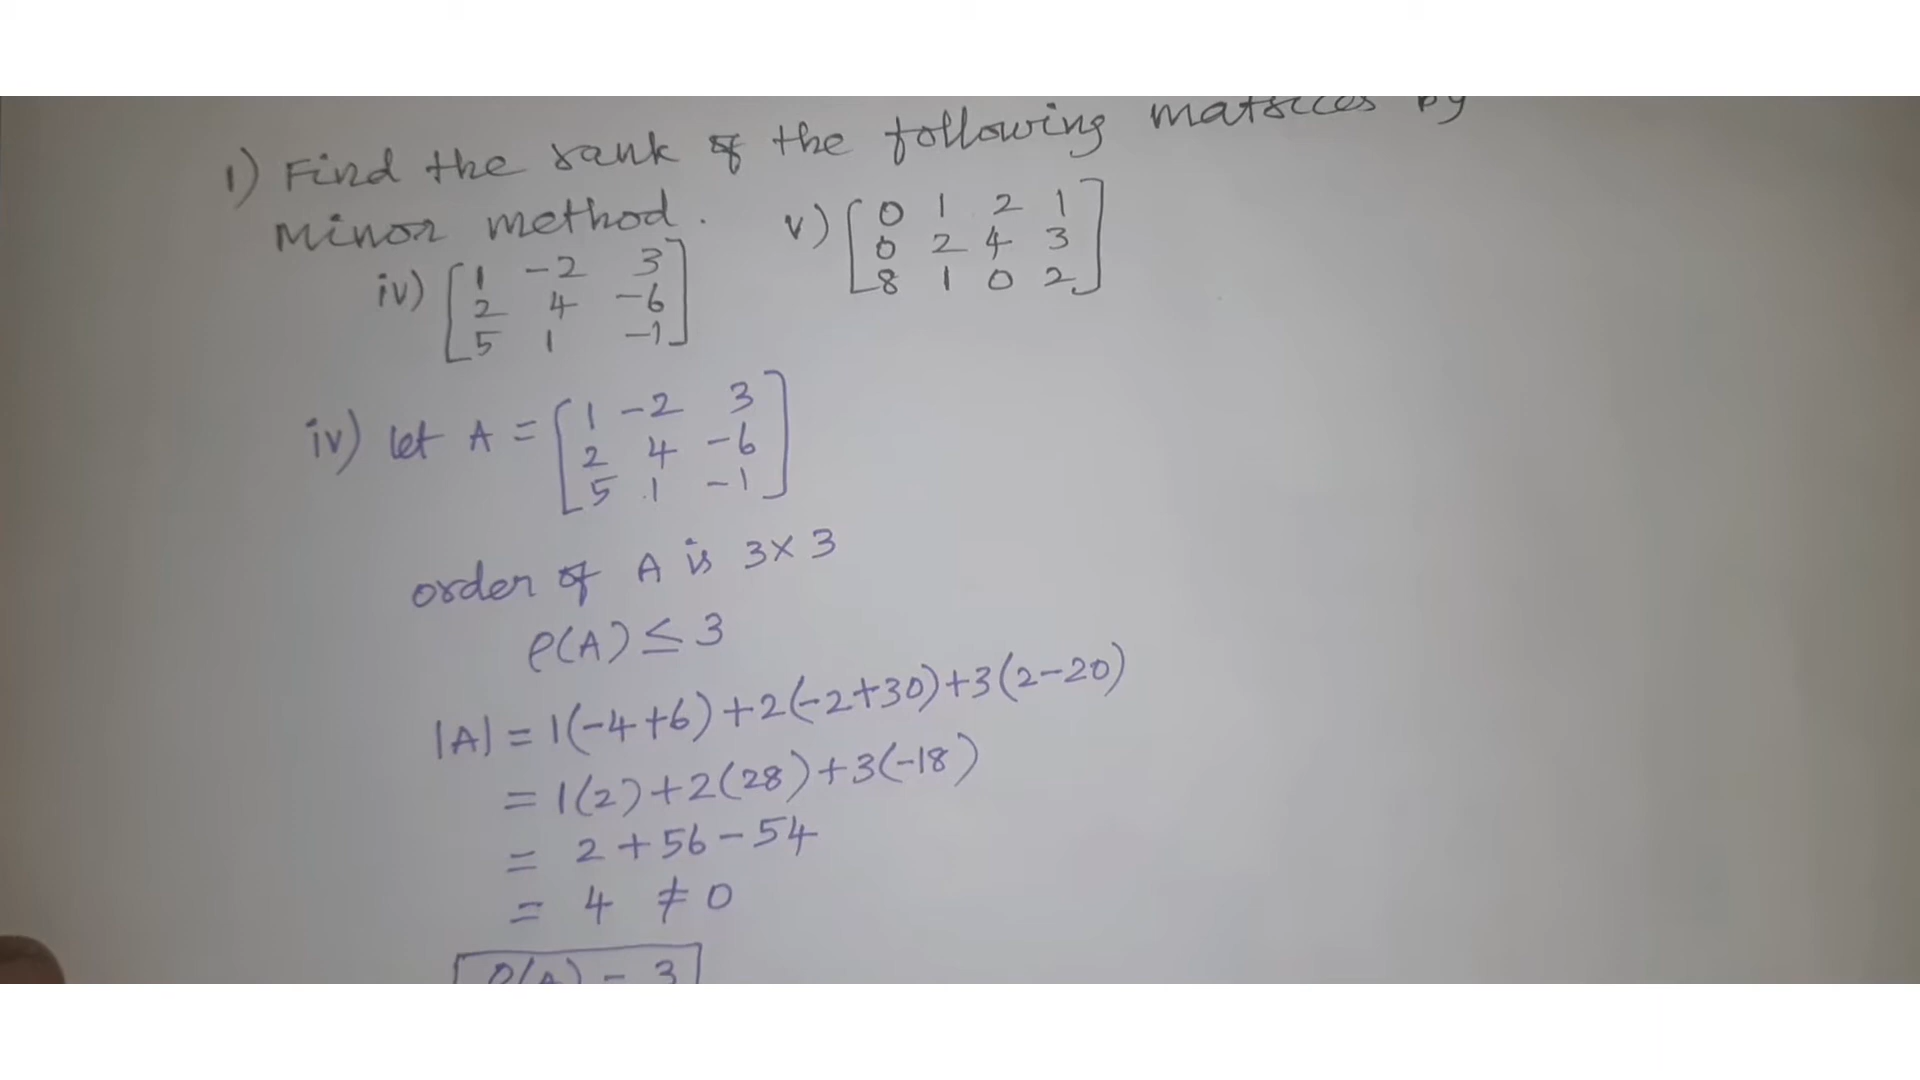 1) Find the rank of the following matrices by
Minor method.
iv) [1 -2 3
2 4 -6
5 1 -1]
v) [0 1 2 1
0 2 4 3
8 1 0 2]
iv) let A = [1 -2 3
2 4 -6
5 1 -1]
order of A is 3×3
ρ(A) ≤ 3
|A| = 1(-4+6)+2(-2+30)+3(2-20)
= 1(2)+2(28)+3(-18)
= 2+56-54
= 4 ≠ 0
ρ(A) = 3